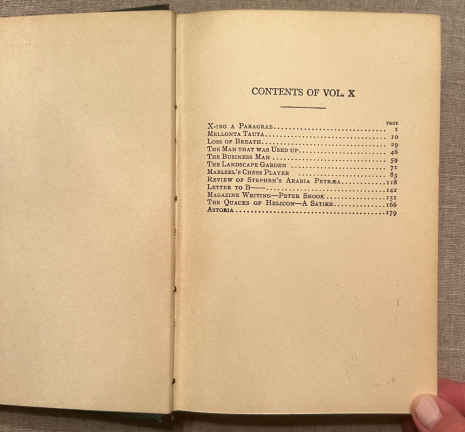 CONTENTS OF VOL. X
PAGE
X-ING A PARAGRAB 1
MELLONTA TAUTA 10
LOSS OF BREATH 29
THE MAN THAT WAS USED UP 46
THE BUSINESS MAN 59
THE LANDSCAPE GARDEN 71
MAELZEL'S CHESS PLAYER 83
REVIEW OF STEPHEN'S ARABIA PETRÆA 118
LETTER TO B—— 142
MAGAZINE WRITING—PETER SNOOK 151
THE QUACKS OF HELICON—A SATIRE 166
ASTORIA 179